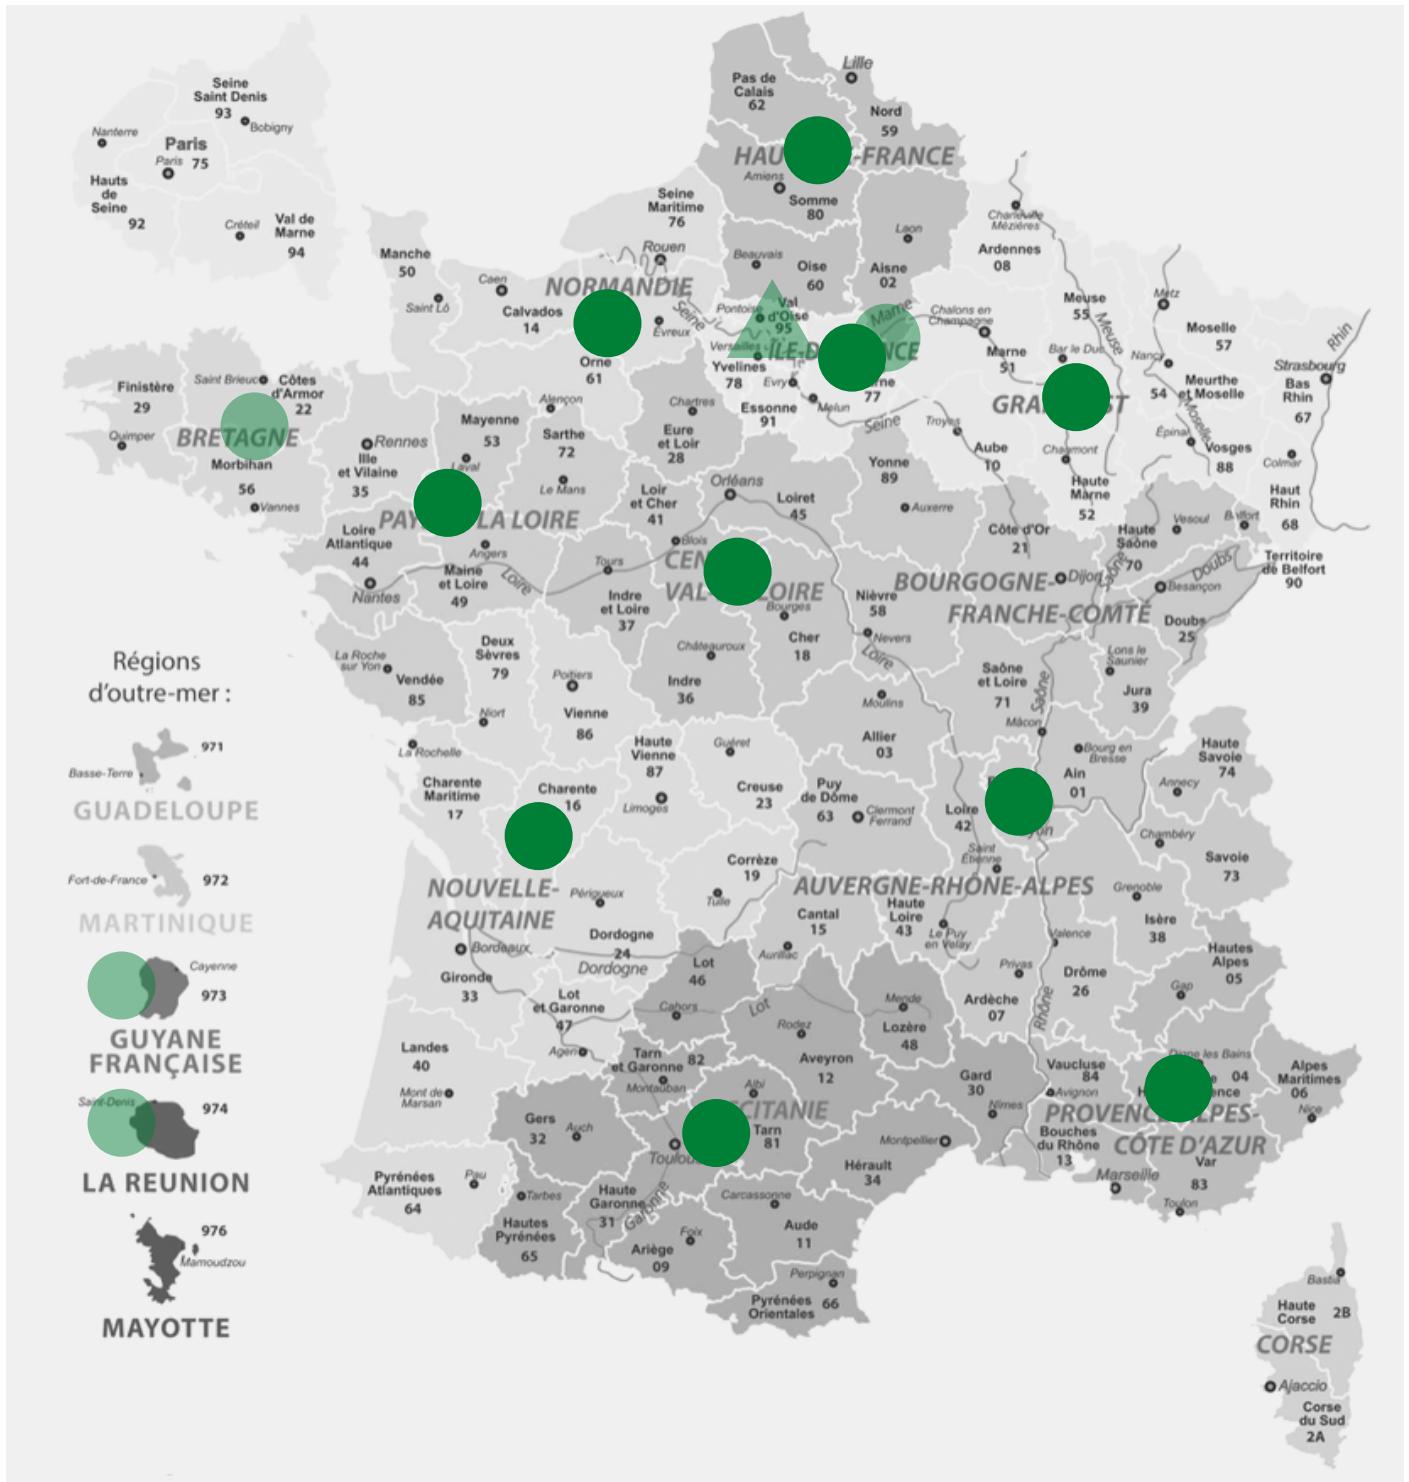 Seine
Saint Denis
93
Bobigny
Nanterre
Paris
Paris 75
Hauts
de
Seine
92
Créteil
Val de
Marne
94
Lille
Pas de
Calais
62
Nord
59
Amiens
Somme
80
Seine
Maritime
76
Rouen
Beauvais
Oise
60
Laon
Aisne
02
Charleville
Mézières
Ardennes
08
Manche
50
Saint Lô
Caen
NORMANDIE
Calvados
14
Évreux
Orne
61
Seine
Pontoise
Val
d'Oise
95
Versailles
Yvelines
78
Evry
Essonne
91
Melun
77
Marne
Chalons en
Champagne
Marne
51
Meuse
55
Meuse
Bar le Duc
Metz
Moselle
57
Nancy
54
Meurthe
et Moselle
Moselle
Strasbourg
Rhin
Bas
Rhin
67
Épinal
Vosges
88
Colmar
Haut
Rhin
68
Troyes
Seine
Aube
10
Chaumont
Haute
Marne
52
Finistère
29
Quimper
Saint Brieuc
Côtes
d'Armor
22
BRETAGNE
Morbihan
56
Vannes
Rennes
Ille
et Vilaine
35
Mayenne
53
Laval
Alençon
Sarthe
72
Le Mans
Chartres
Eure
et Loir
28
Loir
et Cher
41
Orléans
Loiret
45
Yonne
89
Auxerre
Côte d'Or
21
Haute
Saône
70
Vesoul
Belfort
Territoire
de Belfort
90
LA LOIRE
Loire
Atlantique
44
Nantes
Angers
Maine
et Loire
49
Loire
Tours
Blois
Indre
et Loire
37
Bourges
Cher
18
Nièvre
58
Nevers
Loire
BOURGOGNE-
FRANCHE-COMTÉ
Dijon
Saône
Doubs
Besançon
Doubs
25
Lons le
Saunier
Jura
39
Saône
et Loire
71
Saône
Mâcon
La Roche
sur Yon
Vendée
85
Deux
Sèvres
79
Niort
Poitiers
Vienne
86
Châteauroux
Indre
36
Moulins
Allier
03
Régions
d'outre-mer :
971
Basse-Terre
GUADELOUPE
Fort-de-France
972
MARTINIQUE
Cayenne
973
GUYANE
FRANÇAISE
Saint-Denis
974
LA REUNION
976
Mamoudzou
MAYOTTE
La Rochelle
Charente
Maritime
17
Charente
16
Haute
Vienne
87
Limoges
Guéret
Creuse
23
Puy
de Dôme
63
Clermont
Ferrand
Loire
42
Saint
Étienne
Bourg en
Bresse
Ain
01
Haute
Savoie
74
Annecy
Chambéry
Savoie
73
Grenoble
Isère
38
NOUVELLE-
AQUITAINE
Périgueux
Dordogne
24
Dordogne
Corrèze
19
Tulle
AUVERGNE-RHÔNE-ALPES
Cantal
15
Aurillac
Haute
Loire
43
Le Puy
en Velay
Privas
Ardèche
07
Valence
Rhône
Drôme
26
Hautes
Alpes
05
Gap
Bordeaux
Gironde
33
Lot
et Garonne
47
Agen
Lot
46
Cahors
Lot
Rodez
Aveyron
12
Mende
Lozère
48
Landes
40
Mont de
Marsan
Tarn
et Garonne
82
Montauban
Albi
Tarn
81
Gard
30
Nîmes
Vaucluse
84
Avignon
Digne les Bains
04
Alpes
Maritimes
06
Nice
Gers
32
Auch
Montpellier
Hérault
34
Bouches
du Rhône
13
Marseille
CÔTE D'AZUR
Var
83
Toulon
Pyrénées
Atlantiques
64
Pau
Tarbes
Hautes
Pyrénées
65
Haute
Garonne
31
Garonne
Foix
Ariège
09
Carcassonne
Aude
11
Perpignan
Pyrénées
Orientales
66
Bastia
Haute
Corse
2B
CORSE
Ajaccio
Corse
du Sud
2A